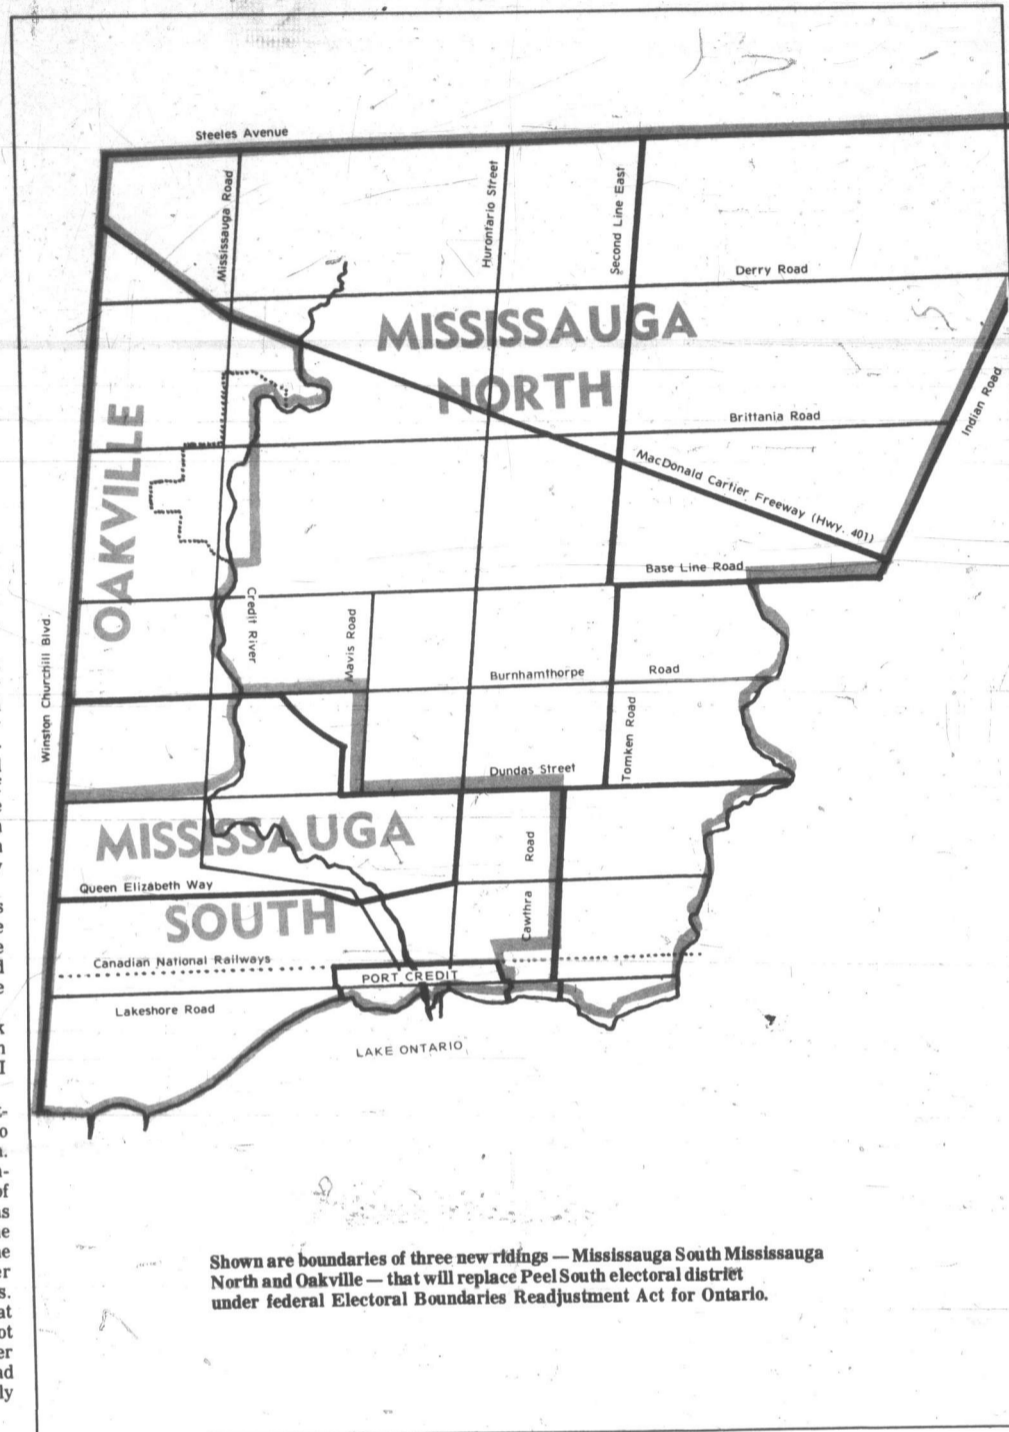 Steeles Avenue
Mississauga Road
Hurontario Street
Second Line East
Derry Road
MISSISSAUGA
NORTH
Indian Road
Brittania Road
OAKVILLE
MacDonald Cartier Freeway (Hwy. 401)
Base Line Road
Credit River
Mavis Road
Winston Churchill Blvd.
Burnhamthorpe Road
Tomken Road
Dundas Street
MISSISSAUGA
Cawthra Road
Queen Elizabeth Way
SOUTH
Canadian National Railways
PORT CREDIT
Lakeshore Road
LAKE ONTARIO
Shown are boundaries of three new ridings — Mississauga South Mississauga
North and Oakville — that will replace Peel South electoral district
under federal Electoral Boundaries Readjustment Act for Ontario.